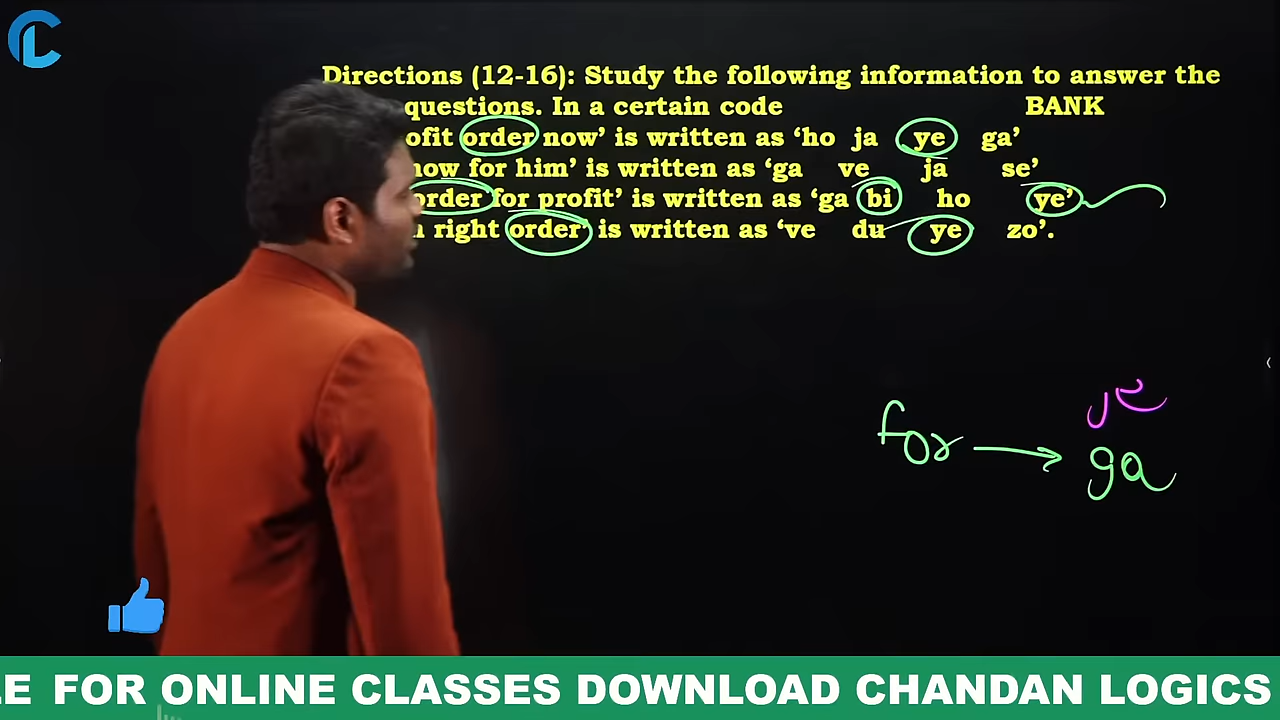 Directions (12-16): Study the following information to answer the
questions. In a certain code BANK
ofit order now’ is written as ‘ho ja ye ga’
now for him’ is written as ‘ga ve ja se’
order for profit’ is written as ‘ga bi ho ye’
right order’ is written as ‘ve du ye zo’.
ve
for → ga
E FOR ONLINE CLASSES DOWNLOAD CHANDAN LOGICS